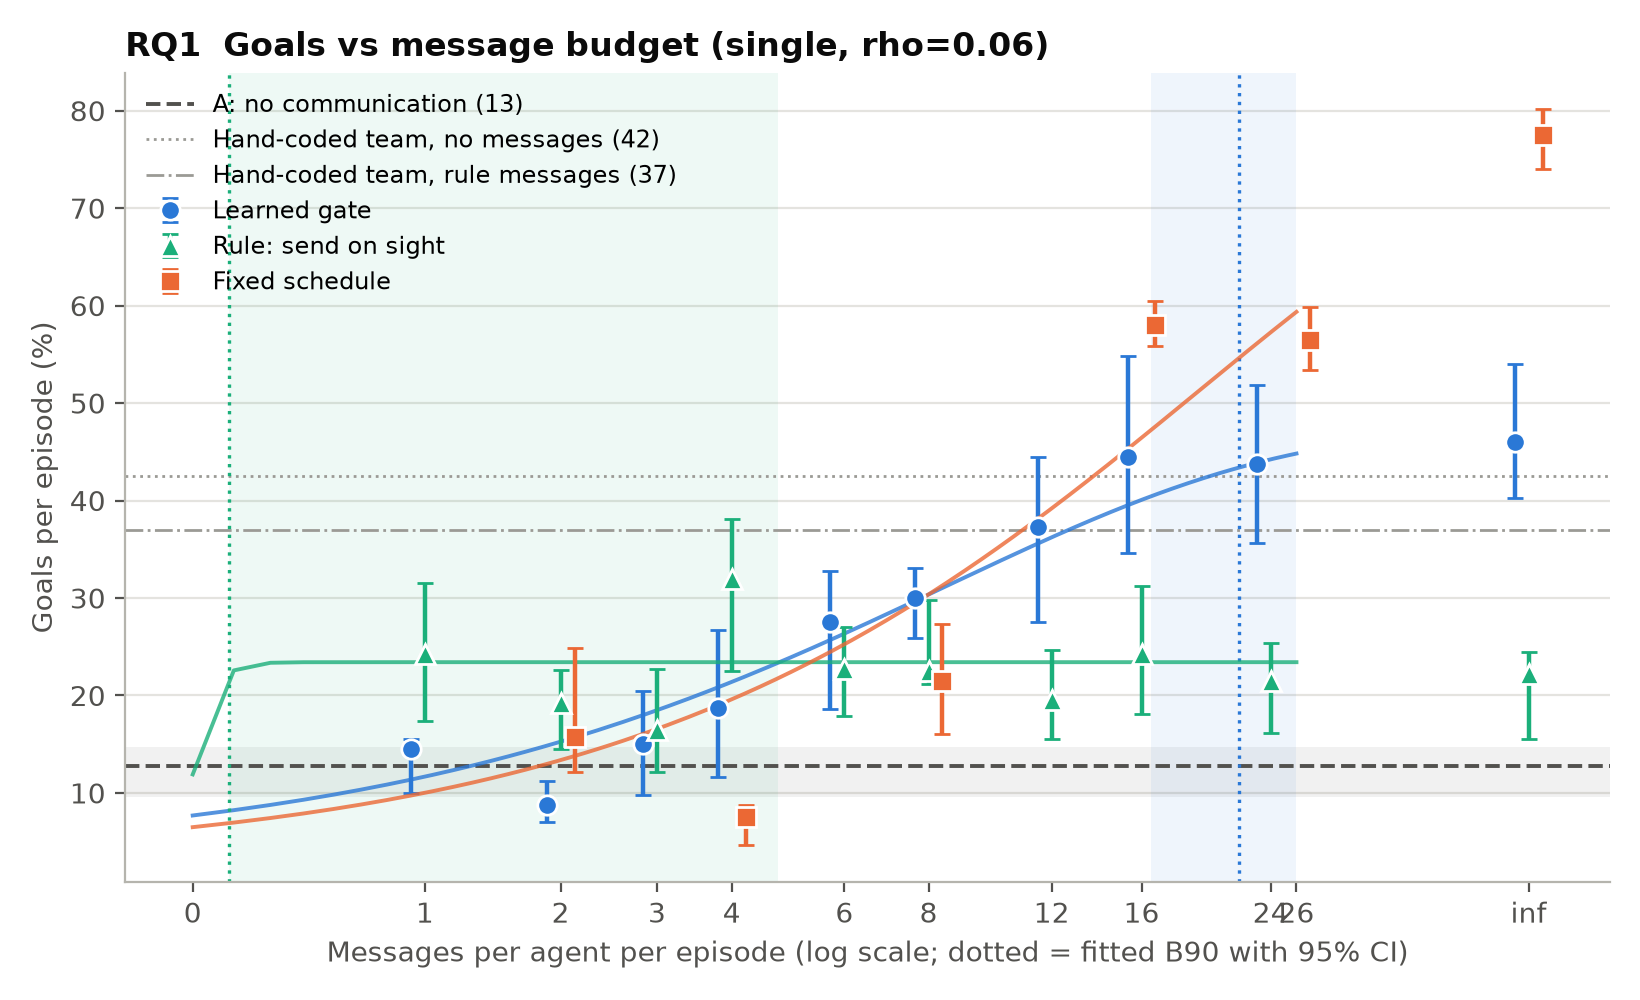 RQ1  Goals vs message budget (single, rho=0.06)
A: no communication (13)
Hand-coded team, no messages (42)
Hand-coded team, rule messages (37)
Learned gate
Rule: send on sight
Fixed schedule
Goals per episode (%)
80
70
60
50
40
30
20
10
0 1 2 3 4 6 8 12 16 24 26 inf
Messages per agent per episode (log scale; dotted = fitted B90 with 95% CI)